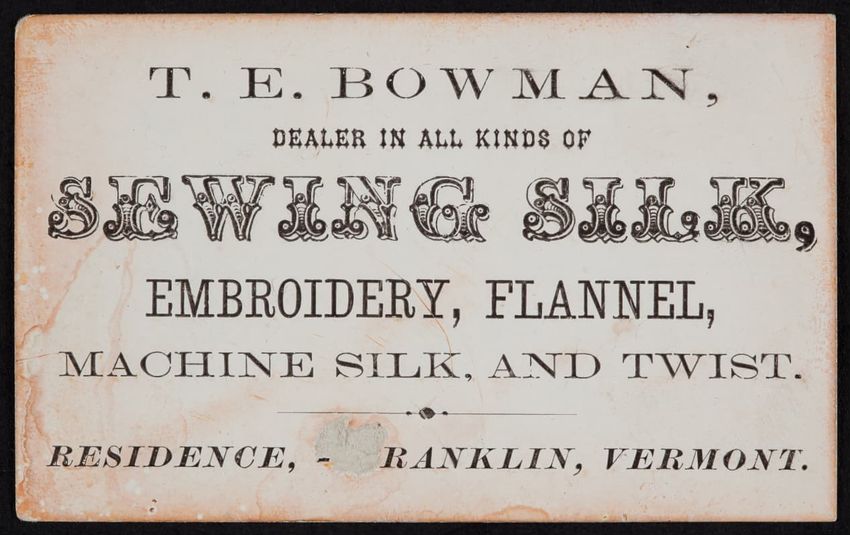 T. E. BOWMAN,
DEALER IN ALL KINDS OF
SEWING SILK,
EMBROIDERY, FLANNEL,
MACHINE SILK, AND TWIST.
RESIDENCE, - RANKLIN, VERMONT.